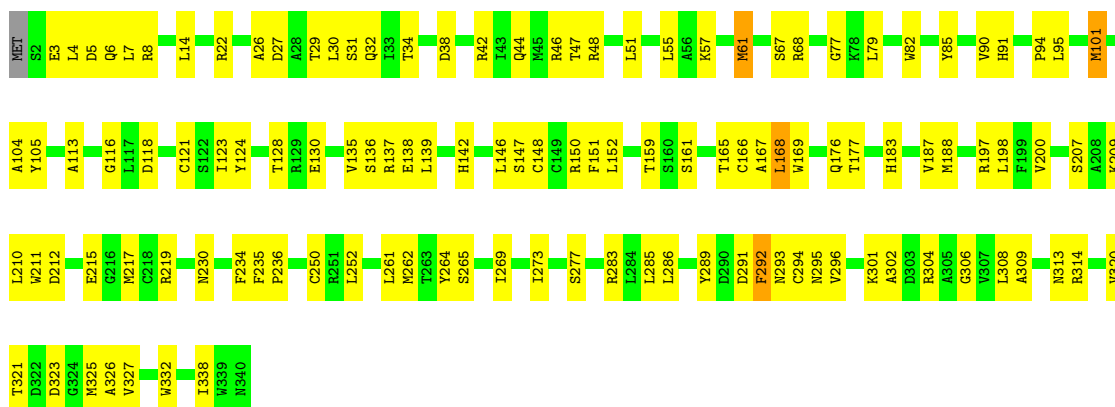 MET S2 E3 L4 D5 Q6 L7 R8 L14 R22 A26 D27 A28 T29 L30 S31 Q32 I33 T34 D38 R42 I43 Q44 M45 R46 T47 R48 L51 L55 A56 K57 M61 S67 R68 G77 K78 L79 W82 Y85 V90 H91 P94 L95 M101
A104 Y105 A113 G116 L117 D118 C121 S122 I123 Y124 T128 R129 E130 V135 S136 R137 E138 L139 H142 L146 S147 C148 C149 R150 F151 L152 T159 S160 S161 T165 C166 A167 L168 W169 Q176 T177 H183 V187 M188 R197 L198 F199 V200 S207 A208 K209
L210 W211 D212 E215 G216 M217 C218 R219 N230 F234 F235 P236 C250 R251 L252 L261 M262 T263 Y264 S265 I269 I273 S277 R283 L284 L285 L286 Y289 D290 D291 F292 N293 C294 N295 V296 K301 A302 D303 R304 A305 G306 V307 L308 A309 N313 R314 V320
T321 D322 D323 G324 M325 A326 V327 W332 I338 W339 N340